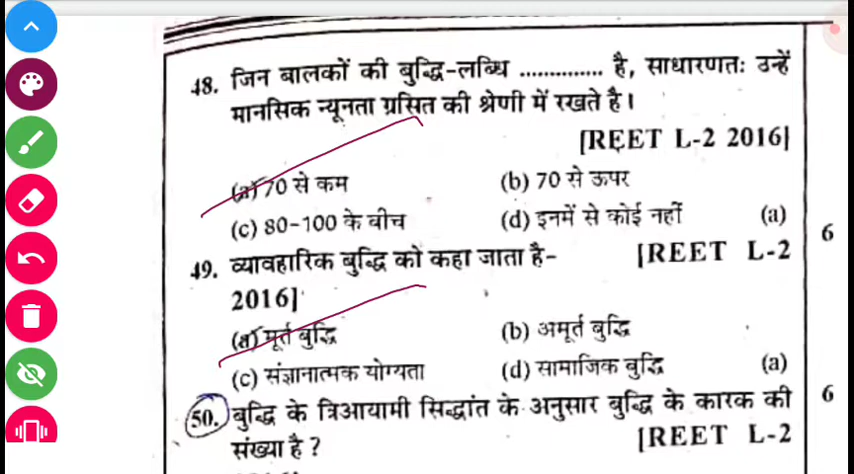 48. जिन बालकों की बुद्धि-लब्धि .............. है, साधारणतः उन्हें
मानसिक न्यूनता ग्रसित की श्रेणी में रखते है।
[REET L-2 2016]
(a) 70 से कम (b) 70 से ऊपर
(c) 80-100 के बीच (d) इनमें से कोई नहीं (a)
6
49. व्यावहारिक बुद्धि को कहा जाता है- [REET L-2
2016]
(a) मूर्त बुद्धि (b) अमूर्त बुद्धि
(c) संज्ञानात्मक योग्यता (d) सामाजिक बुद्धि (a)
50. बुद्धि के त्रिआयामी सिद्धांत के अनुसार बुद्धि के कारक की
6
संख्या है ? [REET L-2